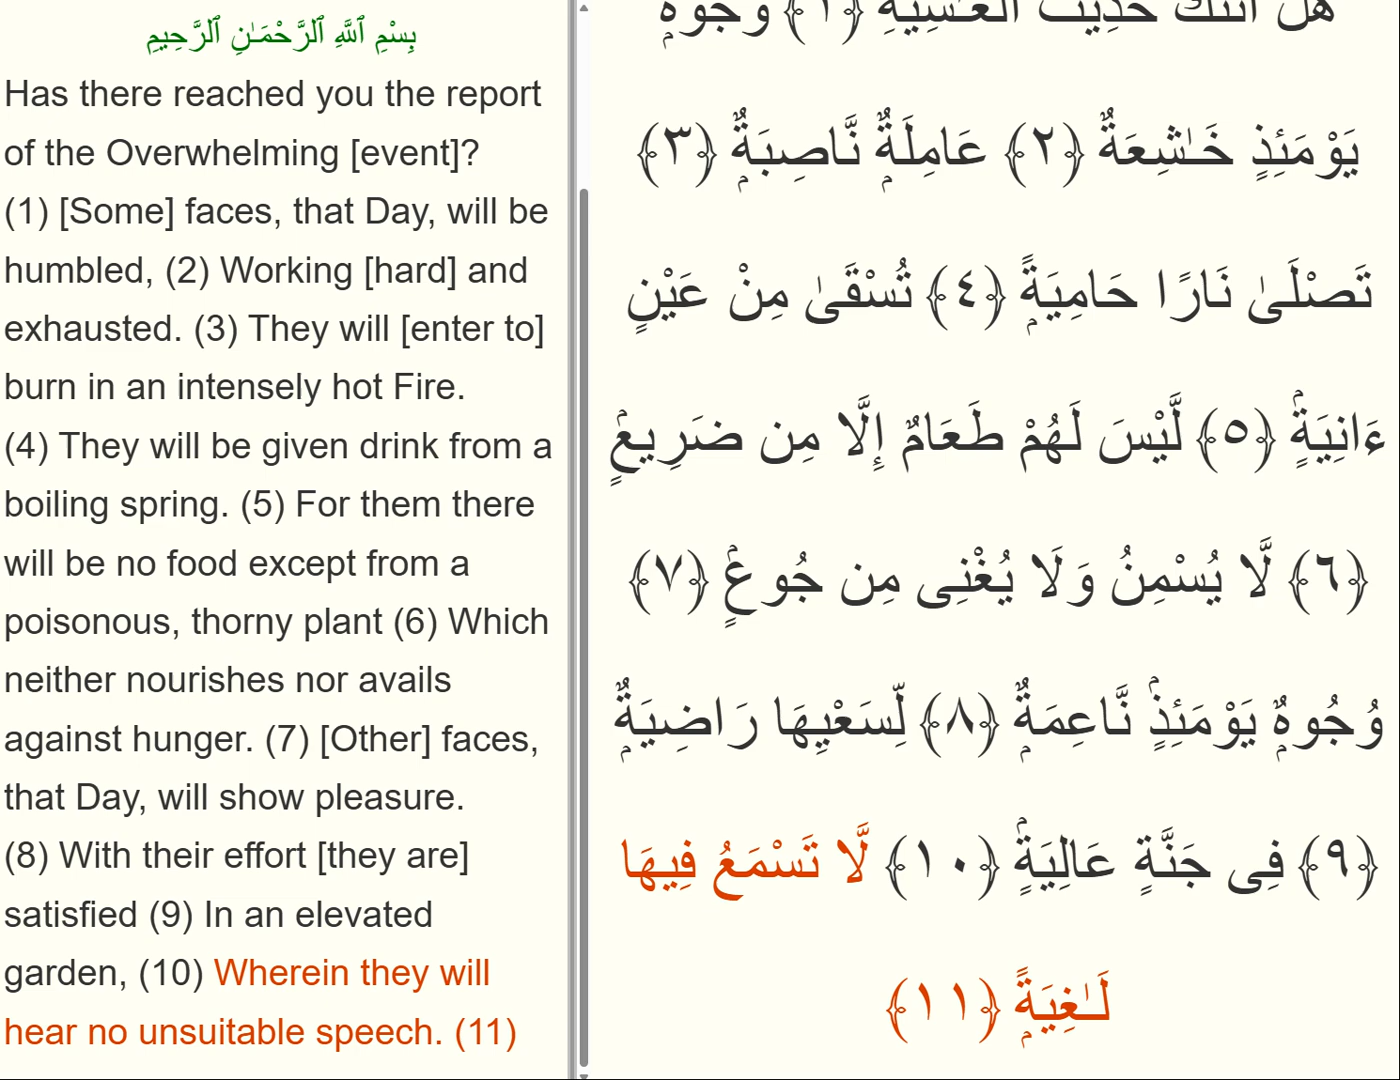 بِسْمِ ٱللَّهِ ٱلرَّحْمَـٰنِ ٱلرَّحِيمِ
Has there reached you the report
of the Overwhelming [event]?
(1) [Some] faces, that Day, will be
humbled, (2) Working [hard] and
exhausted. (3) They will [enter to]
burn in an intensely hot Fire.
(4) They will be given drink from a
boiling spring. (5) For them there
will be no food except from a
poisonous, thorny plant (6) Which
neither nourishes nor avails
against hunger. (7) [Other] faces,
that Day, will show pleasure.
(8) With their effort [they are]
satisfied (9) In an elevated
garden, (10) Wherein they will
hear no unsuitable speech. (11)
هَلْ أَتَىٰكَ حَدِيثُ ٱلْغَـٰشِيَةِ ﴿١﴾ وُجُوهٌۭ
يَوْمَئِذٍ خَـٰشِعَةٌ ﴿٢﴾ عَامِلَةٌۭ نَّاصِبَةٌۭ ﴿٣﴾
تَصْلَىٰ نَارًا حَامِيَةًۭ ﴿٤﴾ تُسْقَىٰ مِنْ عَيْنٍ
ءَانِيَةٍۢ ﴿٥﴾ لَّيْسَ لَهُمْ طَعَامٌ إِلَّا مِن ضَرِيعٍۢ
﴿٦﴾ لَّا يُسْمِنُ وَلَا يُغْنِى مِن جُوعٍۢ ﴿٧﴾
وُجُوهٌۭ يَوْمَئِذٍۢ نَّاعِمَةٌۭ ﴿٨﴾ لِّسَعْيِهَا رَاضِيَةٌۭ
﴿٩﴾ فِى جَنَّةٍ عَالِيَةٍۢ ﴿١٠﴾ لَّا تَسْمَعُ فِيهَا
لَـٰغِيَةًۭ ﴿١١﴾